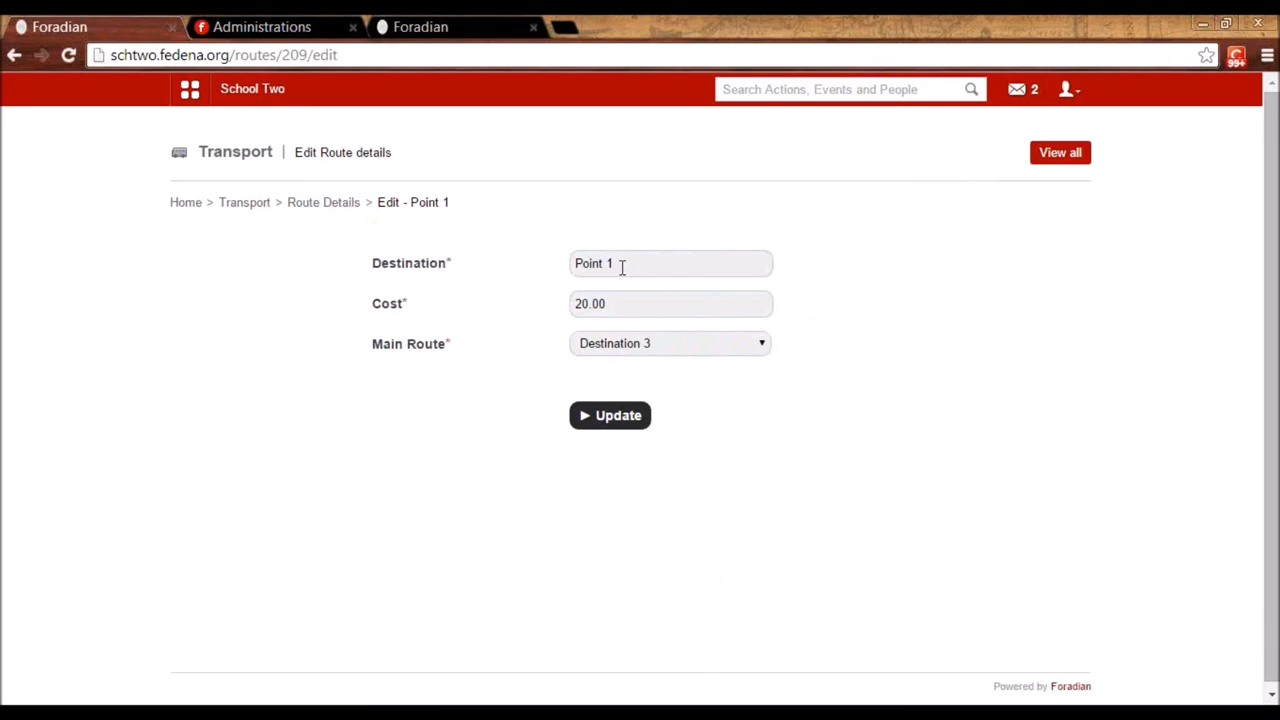 Foradian
Administrations
Foradian
schtwo.fedena.org/routes/209/edit
99+
School Two
Search Actions, Events and People
2
Transport | Edit Route details
View all
Home > Transport > Route Details > Edit - Point 1
Destination*
Point 1
Cost*
20.00
Main Route*
Destination 3
Update
Powered by Foradian